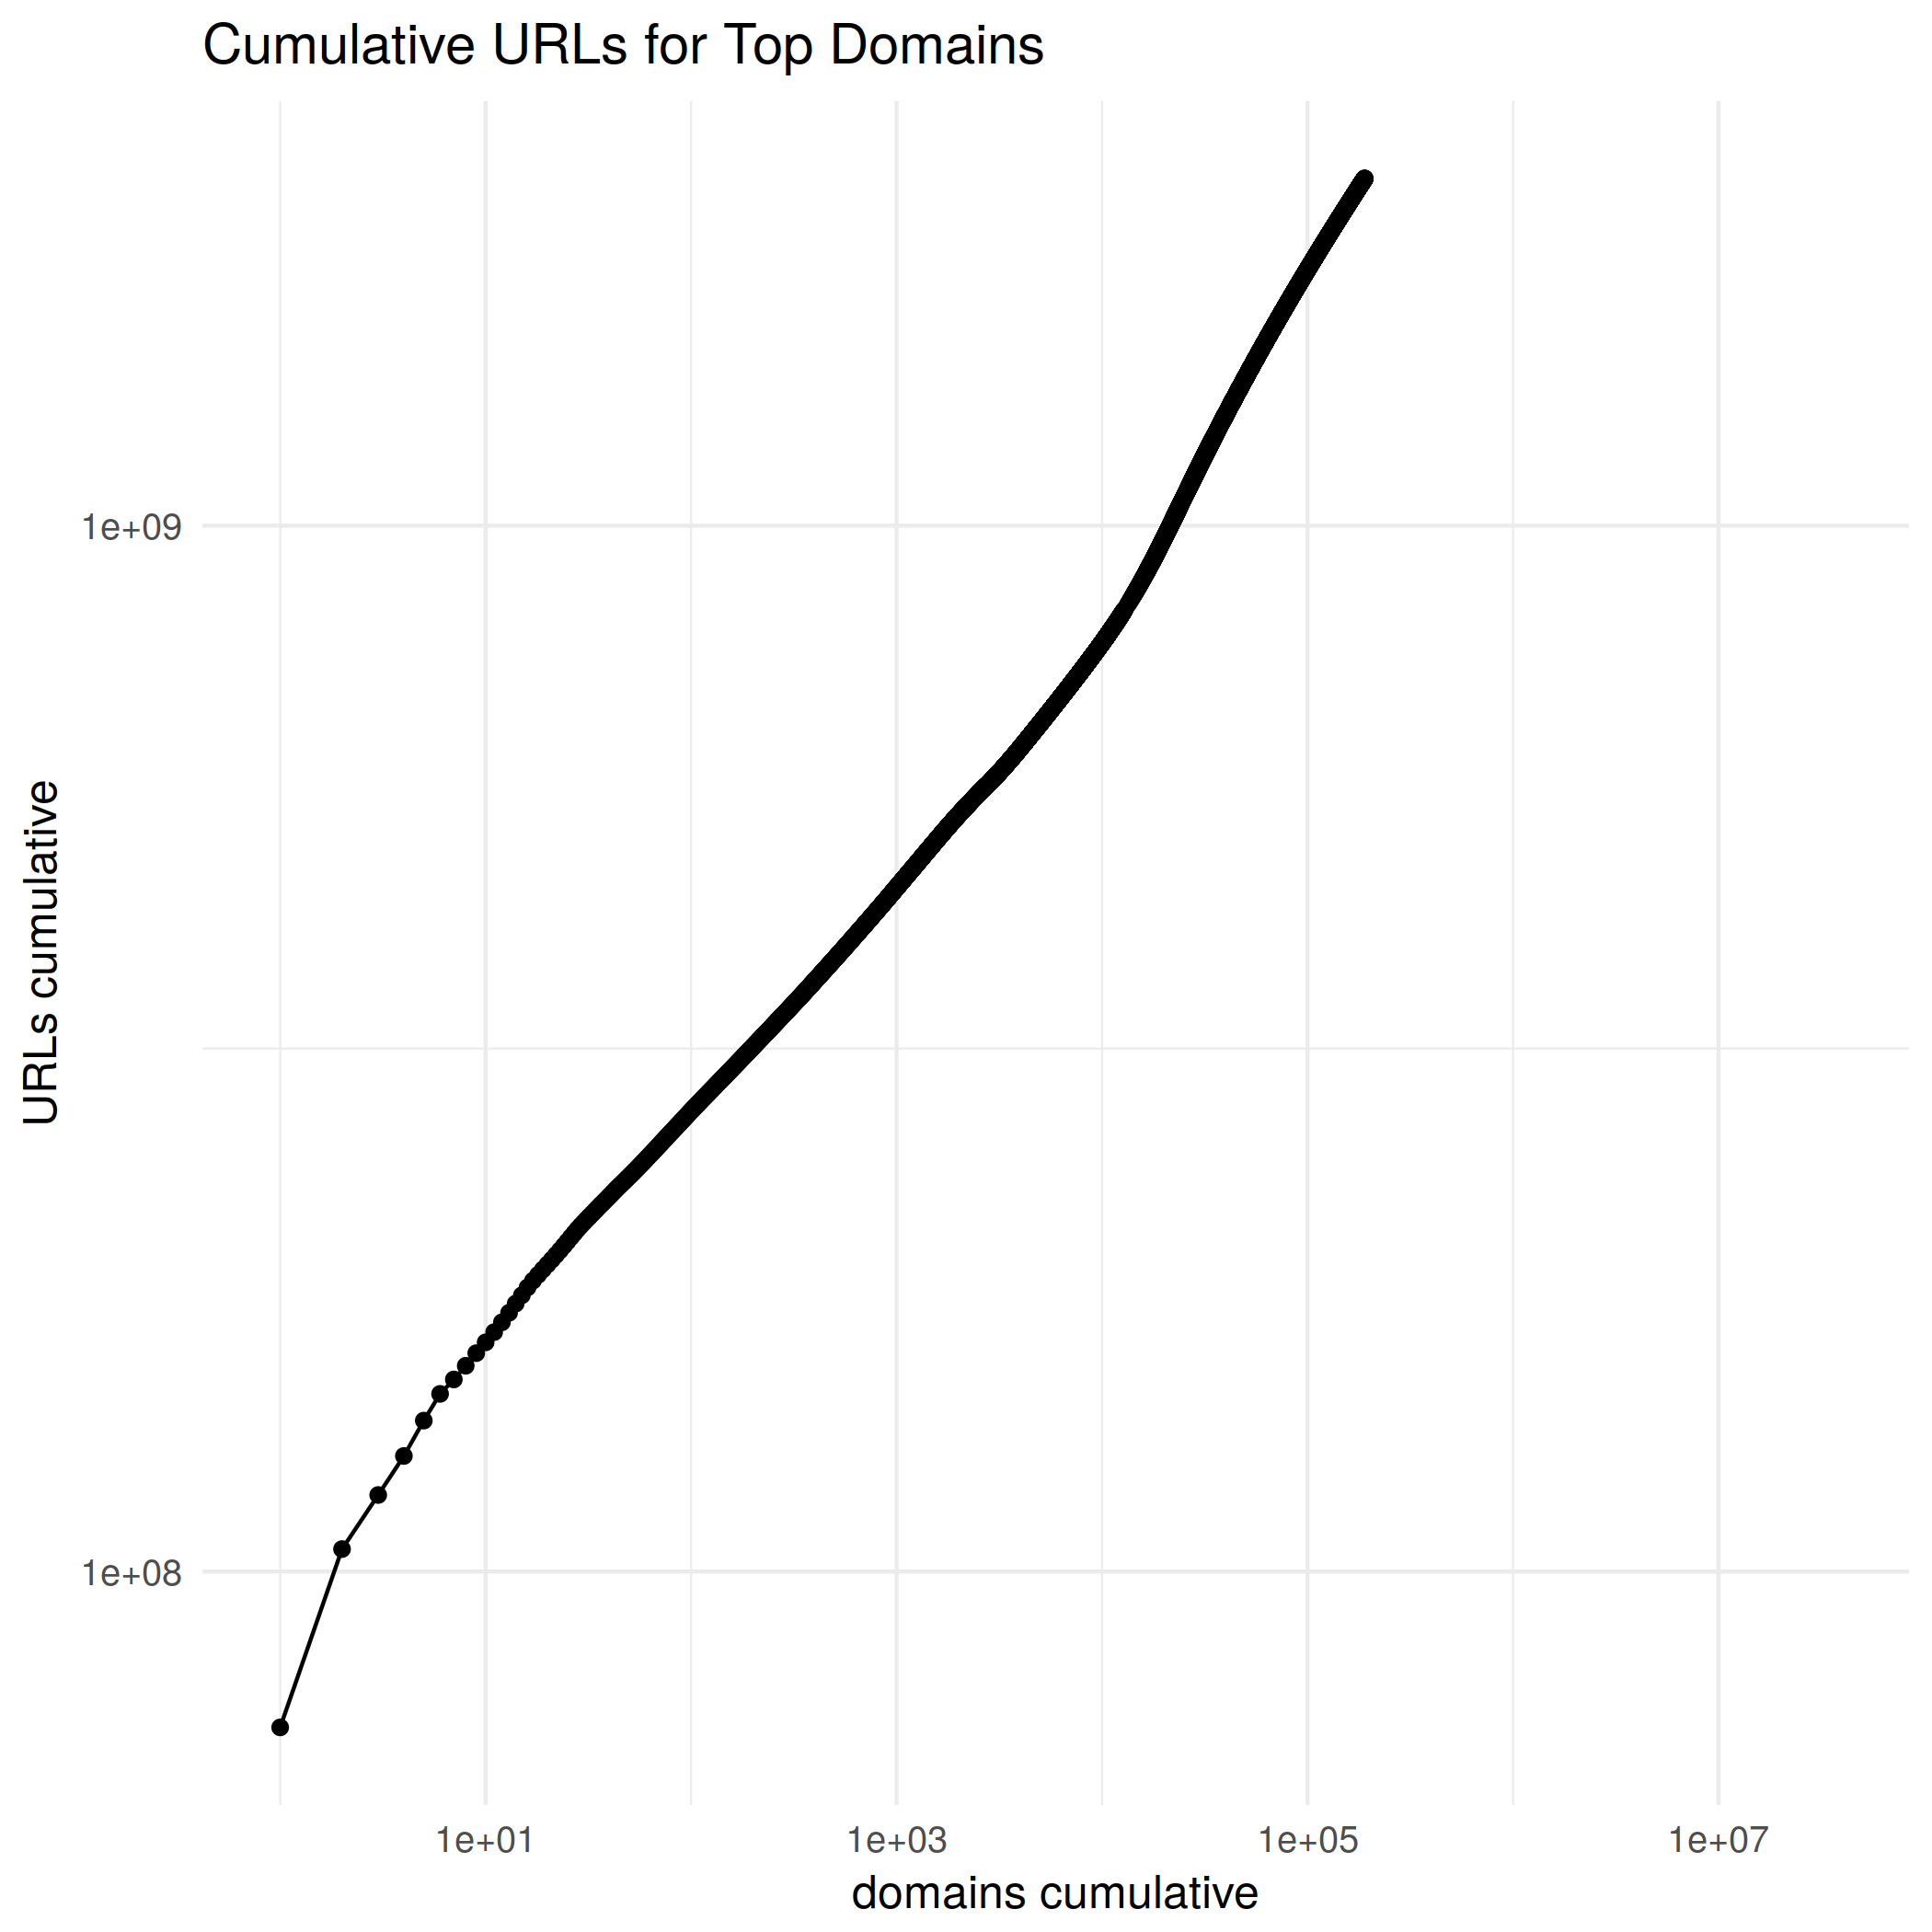 Cumulative URLs for Top Domains
URLs cumulative
1e+09
1e+08
1e+01
1e+03
1e+05
1e+07
domains cumulative